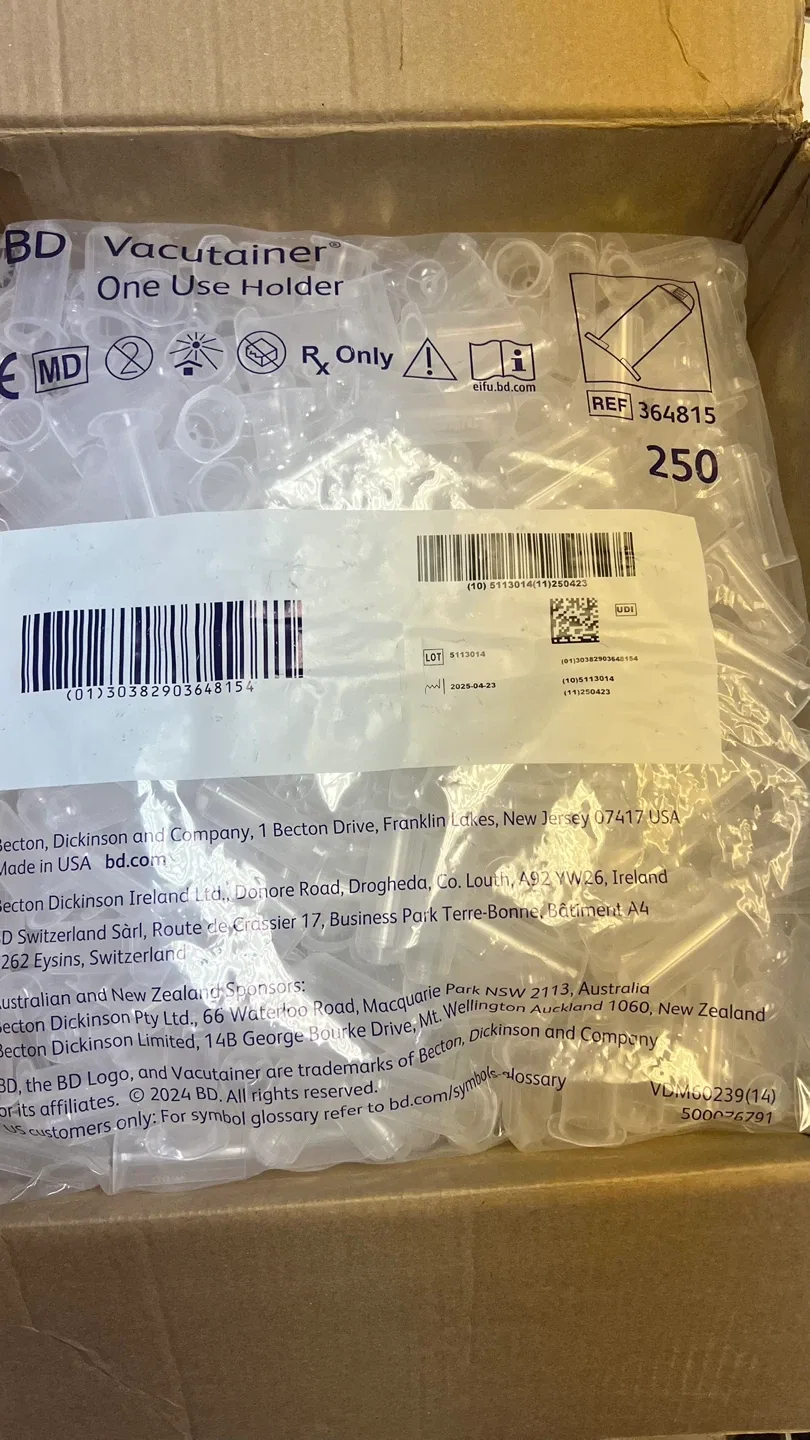 BD Vacutainer®
One Use Holder
MD
2
Rx Only
i
eifu.bd.com
REF 364815
250
(10) 5113014(11)250423
UDI
LOT 5113014
(01)30382903648154
2025-04-23
(10)5113014
(11)250423
(01)30382903648154
Becton, Dickinson and Company, 1 Becton Drive, Franklin Lakes, New Jersey 07417 USA
Made in USA bd.com
Becton Dickinson Ireland Ltd., Donore Road, Drogheda, Co. Louth, A92 YW26, Ireland
D Switzerland Sàrl, Route de Crassier 17, Business Park Terre-Bonne, Bâtiment A4
262 Eysins, Switzerland
ustralian and New Zealand Sponsors:
Becton Dickinson Pty Ltd., 66 Waterloo Road, Macquarie Park NSW 2113, Australia
Becton Dickinson Limited, 14B George Bourke Drive, Mt. Wellington Auckland 1060, New Zealand
BD, the BD Logo, and Vacutainer are trademarks of Becton, Dickinson and Company
or its affiliates. © 2024 BD. All rights reserved.
US customers only: For symbol glossary refer to bd.com/symbols-glossary
VDM60239(14)